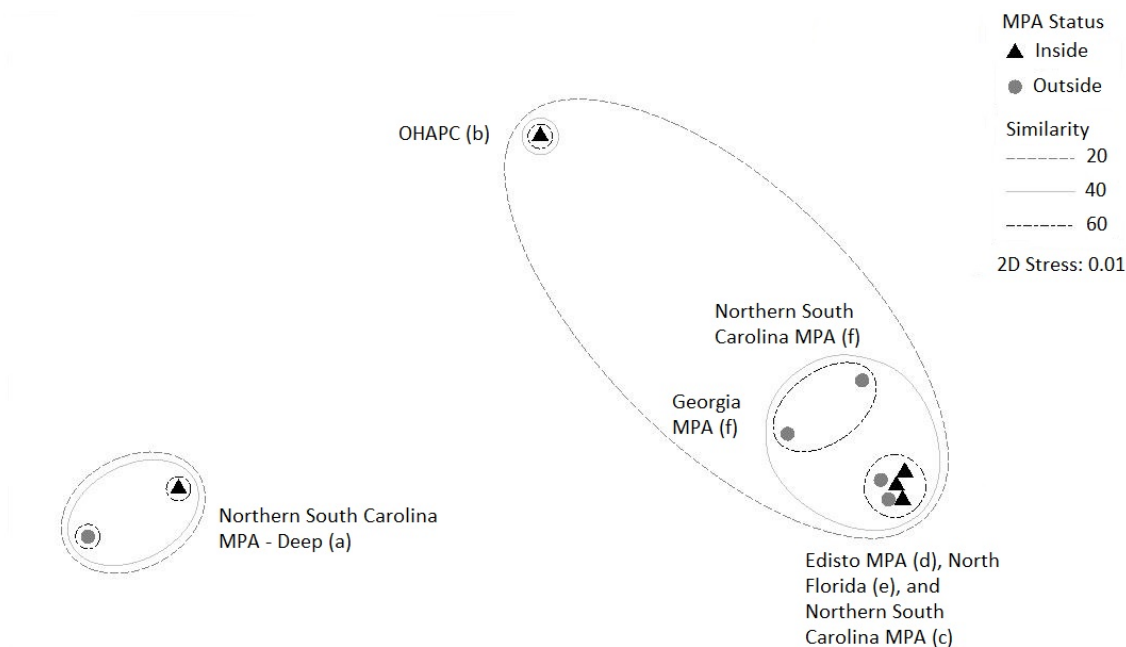 MPA Status
Inside
Outside
Similarity
20
40
60
2D Stress: 0.01
OHAPC (b)
Northern South
Carolina MPA (f)
Georgia
MPA (f)
Northern South Carolina
MPA - Deep (a)
Edisto MPA (d), North
Florida (e), and
Northern South
Carolina MPA (c)